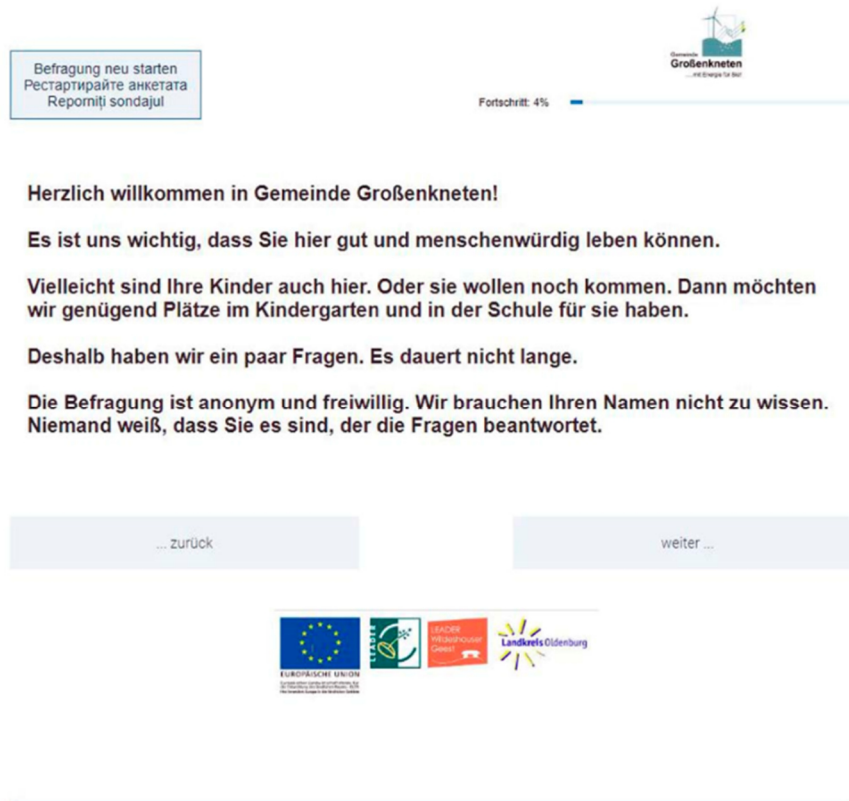 Gemeinde
Großenkneten
...mit Energie für Sie!
Befragung neu starten
Рестартирайте анкетата
Reporniți sondajul
Fortschritt: 4%
Herzlich willkommen in Gemeinde Großenkneten!
Es ist uns wichtig, dass Sie hier gut und menschenwürdig leben können.
Vielleicht sind Ihre Kinder auch hier. Oder sie wollen noch kommen. Dann möchten
wir genügend Plätze im Kindergarten und in der Schule für sie haben.
Deshalb haben wir ein paar Fragen. Es dauert nicht lange.
Die Befragung ist anonym und freiwillig. Wir brauchen Ihren Namen nicht zu wissen.
Niemand weiß, dass Sie es sind, der die Fragen beantwortet.
... zurück
weiter ...
LEADER
LEADER
Wildeshauser
Geest
Landkreis Oldenburg
EUROPÄISCHE UNION